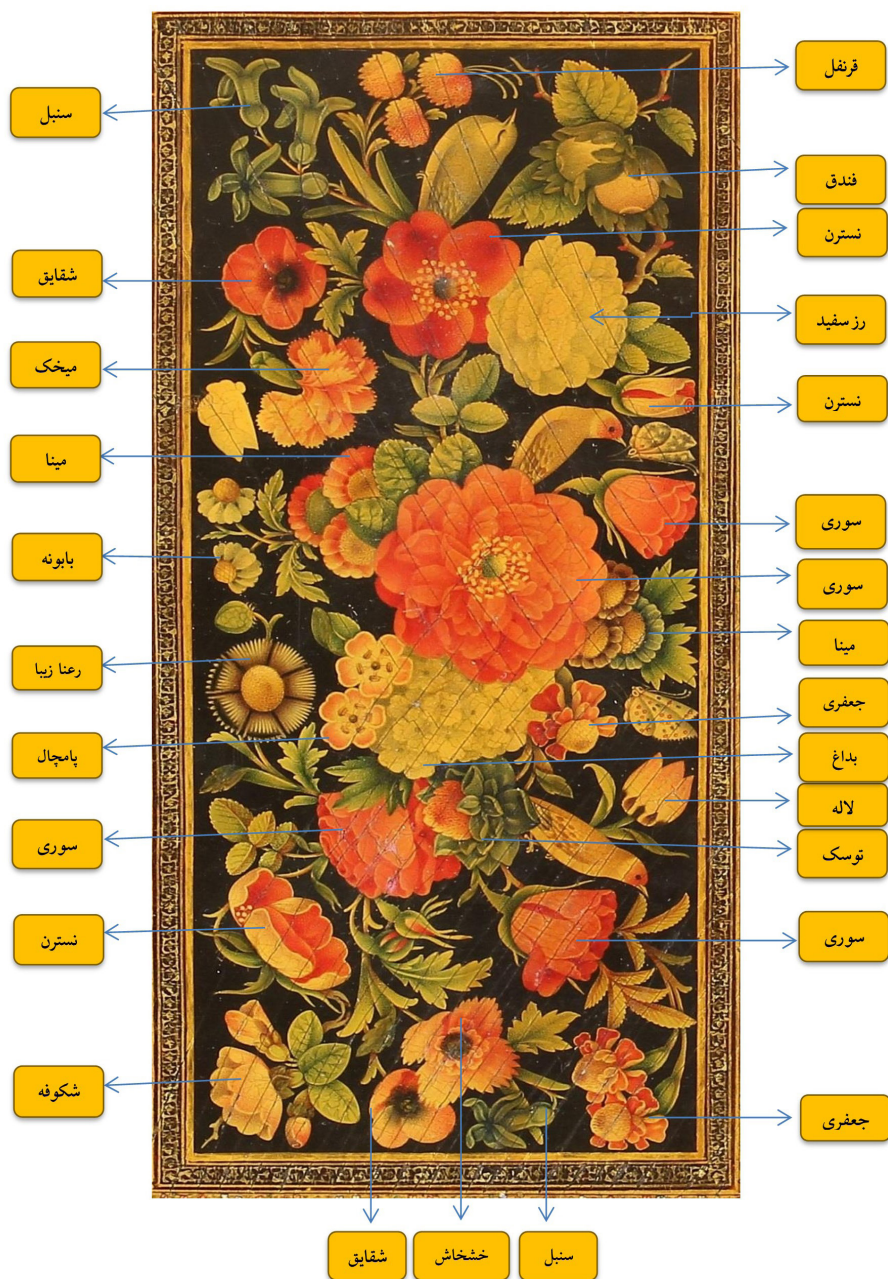 قرنفل
سنبل
فندق
نسترن
شقایق
رز سفید
میخک
نسترن
مینا
سوری
بابونه
سوری
مینا
رعنا زیبا
جعفری
پامچال
بداغ
لاله
سوری
توسک
نسترن
سوری
شکوفه
جعفری
سنبل
خشخاش
شقایق